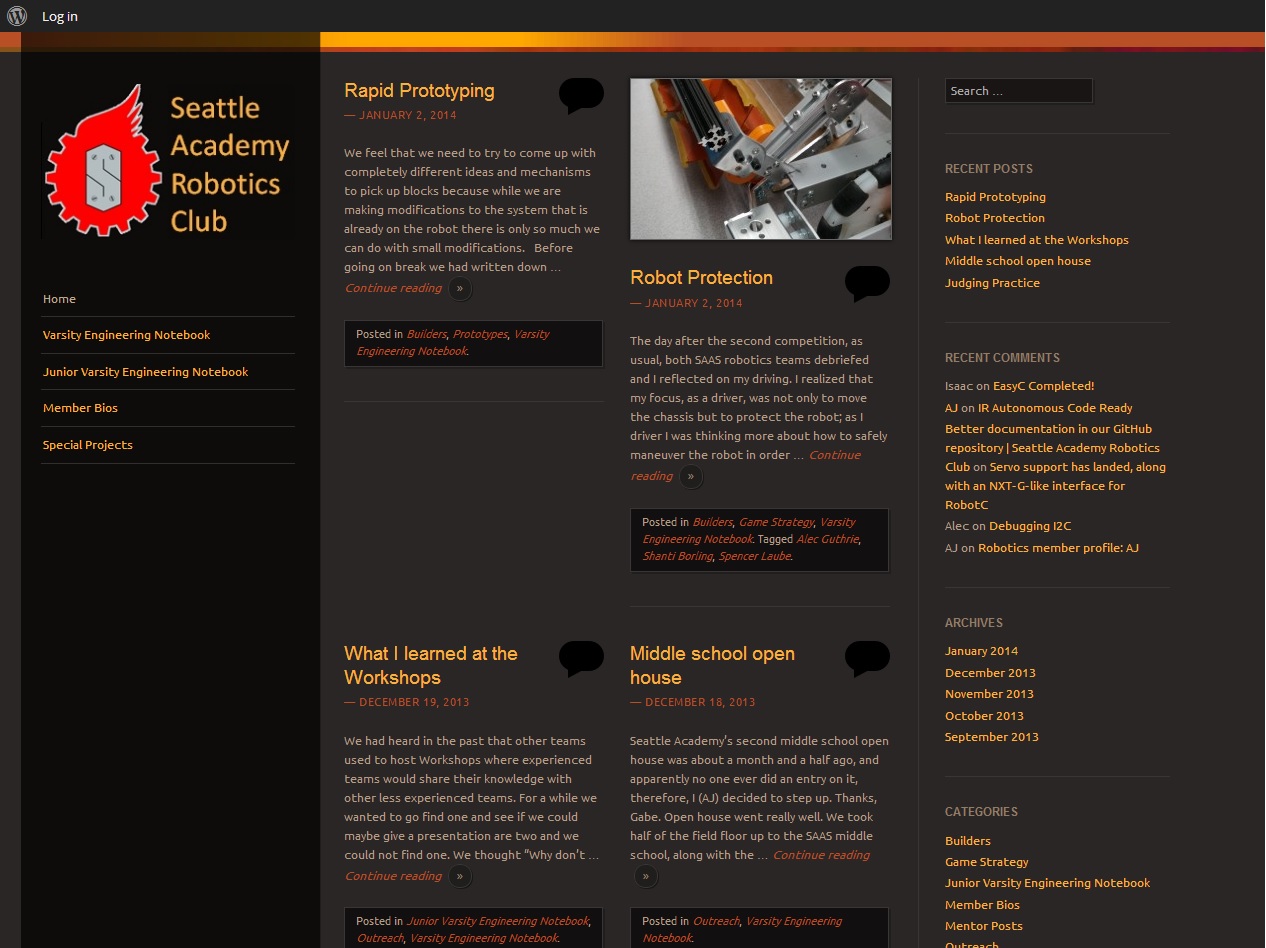 Log in
Seattle
Academy
Robotics
Club
Home
Varsity Engineering Notebook
Junior Varsity Engineering Notebook
Member Bios
Special Projects
Rapid Prototyping
— JANUARY 2, 2014
We feel that we need to try to come up with
completely different ideas and mechanisms
to pick up blocks because while we are
making modifications to the system that is
already on the robot there is only so much we
can do with small modifications.   Before
going on break we had written down …
Continue reading »
Posted in Builders, Prototypes, Varsity
Engineering Notebook.
Robot Protection
— JANUARY 2, 2014
The day after the second competition, as
usual, both SAAS robotics teams debriefed
and I reflected on my driving. I realized that
my focus, as a driver, was not only to move
the chassis but to protect the robot; as I
driver I was thinking more about how to safely
maneuver the robot in order … Continue
reading »
Posted in Builders, Game Strategy, Varsity
Engineering Notebook. Tagged Alec Guthrie,
Shanti Borling, Spencer Laube.
What I learned at the
Workshops
— DECEMBER 19, 2013
We had heard in the past that other teams
used to host Workshops where experienced
teams would share their knowledge with
other less experienced teams. For a while we
wanted to go find one and see if we could
maybe give a presentation are two and we
could not find one. We thought “Why don’t …
Continue reading »
Posted in Junior Varsity Engineering Notebook,
Outreach, Varsity Engineering Notebook.
Middle school open
house
— DECEMBER 18, 2013
Seattle Academy's second middle school open
house was about a month and a half ago, and
apparently no one ever did an entry on it,
therefore, I (AJ) decided to step up. Thanks,
Gabe. Open house went really well. We took
half of the field floor up to the SAAS middle
school, along with the … Continue reading
»
Posted in Outreach, Varsity Engineering
Notebook.
Search …
RECENT POSTS
Rapid Prototyping
Robot Protection
What I learned at the Workshops
Middle school open house
Judging Practice
RECENT COMMENTS
Isaac on EasyC Completed!
AJ on IR Autonomous Code Ready
Better documentation in our GitHub
repository | Seattle Academy Robotics
Club on Servo support has landed, along
with an NXT-G-like interface for
RobotC
Alec on Debugging I2C
AJ on Robotics member profile: AJ
ARCHIVES
January 2014
December 2013
November 2013
October 2013
September 2013
CATEGORIES
Builders
Game Strategy
Junior Varsity Engineering Notebook
Member Bios
Mentor Posts
Outreach